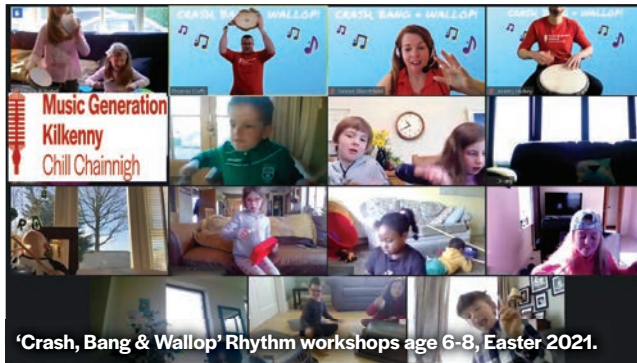 CRASH, BANG + WALLOP!
CRASH, BANG + WALLOP!
CRASH, BANG + WALLOP!
Music Generation
Kilkenny
Chill Chainnigh
'Crash, Bang & Wallop' Rhythm workshops age 6-8, Easter 2021.